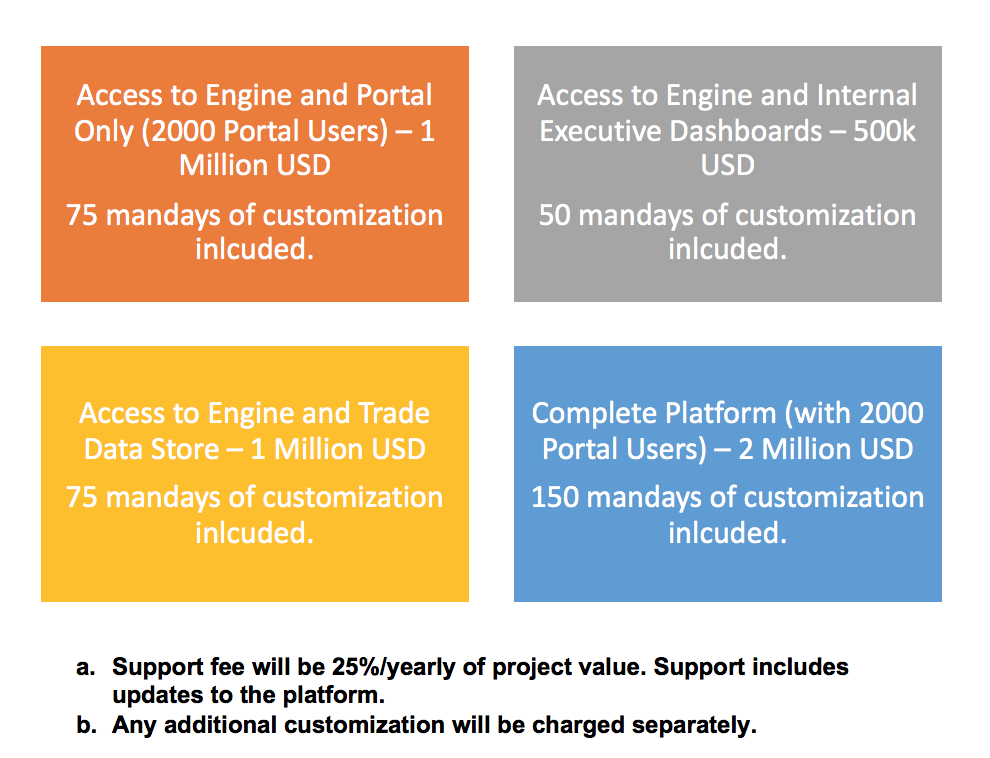 Access to Engine and Portal
Only (2000 Portal Users) – 1
Million USD
75 mandays of customization
inlcuded.
Access to Engine and Internal
Executive Dashboards – 500k
USD
50 mandays of customization
inlcuded.
Access to Engine and Trade
Data Store – 1 Million USD
75 mandays of customization
inlcuded.
Complete Platform (with 2000
Portal Users) – 2 Million USD
150 mandays of customization
inlcuded.
a. Support fee will be 25%/yearly of project value. Support includes
updates to the platform.
b. Any additional customization will be charged separately.